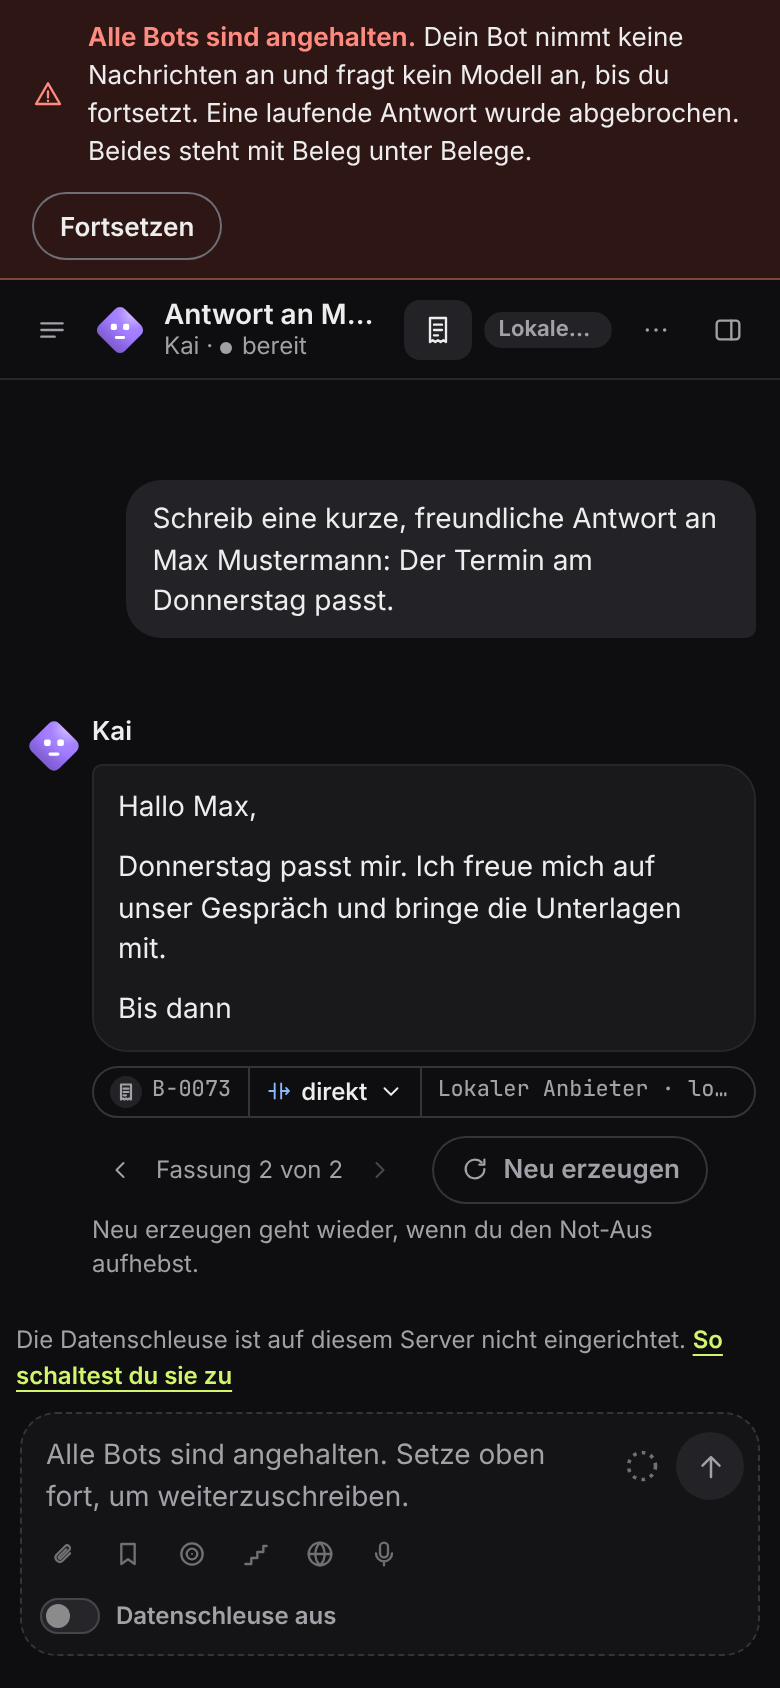 Alle Bots sind angehalten. Dein Bot nimmt keine
Nachrichten an und fragt kein Modell an, bis du
fortsetzt. Eine laufende Antwort wurde abgebrochen.
Beides steht mit Beleg unter Belege.
Fortsetzen
Antwort an M…
Lokale…
Kai · bereit
Schreib eine kurze, freundliche Antwort an
Max Mustermann: Der Termin am
Donnerstag passt.
Kai
Hallo Max,
Donnerstag passt mir. Ich freue mich auf
unser Gespräch und bringe die Unterlagen
mit.
Bis dann
B-0073 direkt Lokaler Anbieter · lo…
Fassung 2 von 2 Neu erzeugen
Neu erzeugen geht wieder, wenn du den Not-Aus
aufhebst.
Die Datenschleuse ist auf diesem Server nicht eingerichtet. So
schaltest du sie zu
Alle Bots sind angehalten. Setze oben
fort, um weiterzuschreiben.
Datenschleuse aus